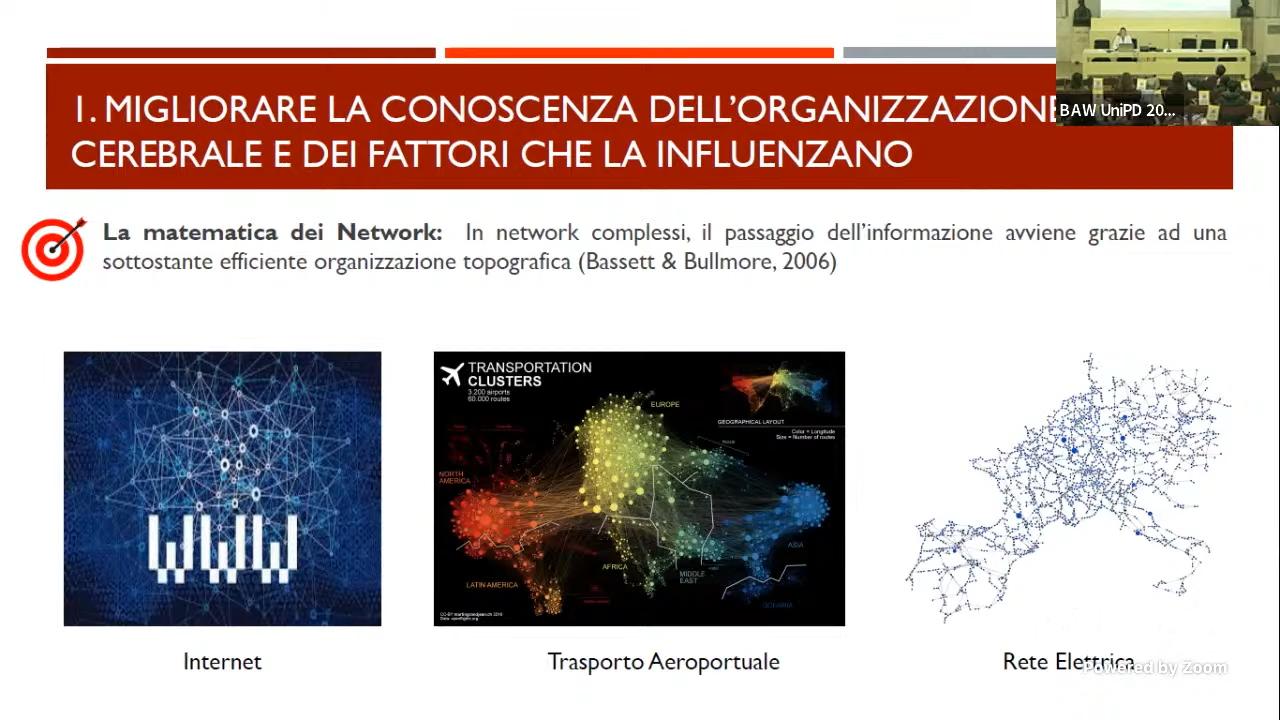 1. MIGLIORARE LA CONOSCENZA DELL'ORGANIZZAZIONE
CEREBRALE E DEI FATTORI CHE LA INFLUENZANO
BAW UniPD 20...
La matematica dei Network: In network complessi, il passaggio dell'informazione avviene grazie ad una
sottostante efficiente organizzazione topografica (Bassett & Bullmore, 2006)
WWW
TRANSPORTATION
CLUSTERS
3.200 airports
60.000 routes
EUROPE
GEOGRAPHICAL LAYOUT
Color = Longitude
Size = Number of routes
NORTH
AMERICA
ASIA
AFRICA
MIDDLE
EAST
LATIN AMERICA
OCEANIA
Internet
Trasporto Aeroportuale
Rete Elettrica
Powered by Zoom